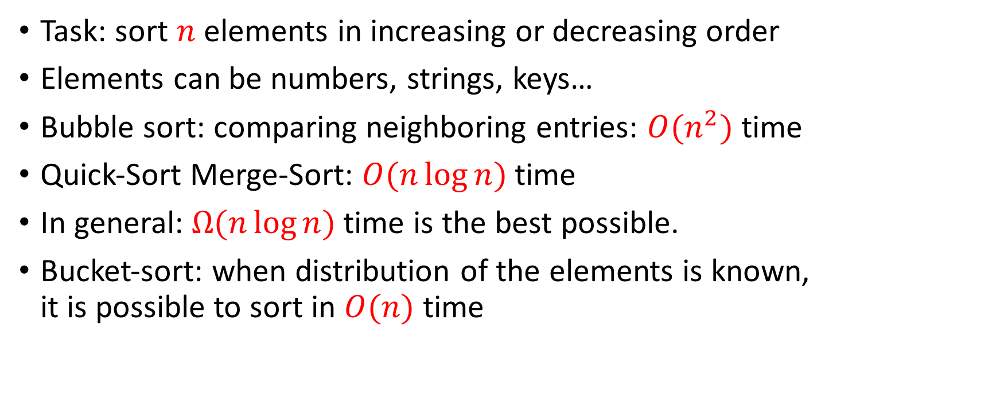 • Task: sort n elements in increasing or decreasing order
• Elements can be numbers, strings, keys…
• Bubble sort: comparing neighboring entries: O(n²) time
• Quick-Sort Merge-Sort: O(n log n) time
• In general: Ω(n log n) time is the best possible.
• Bucket-sort: when distribution of the elements is known,
it is possible to sort in O(n) time